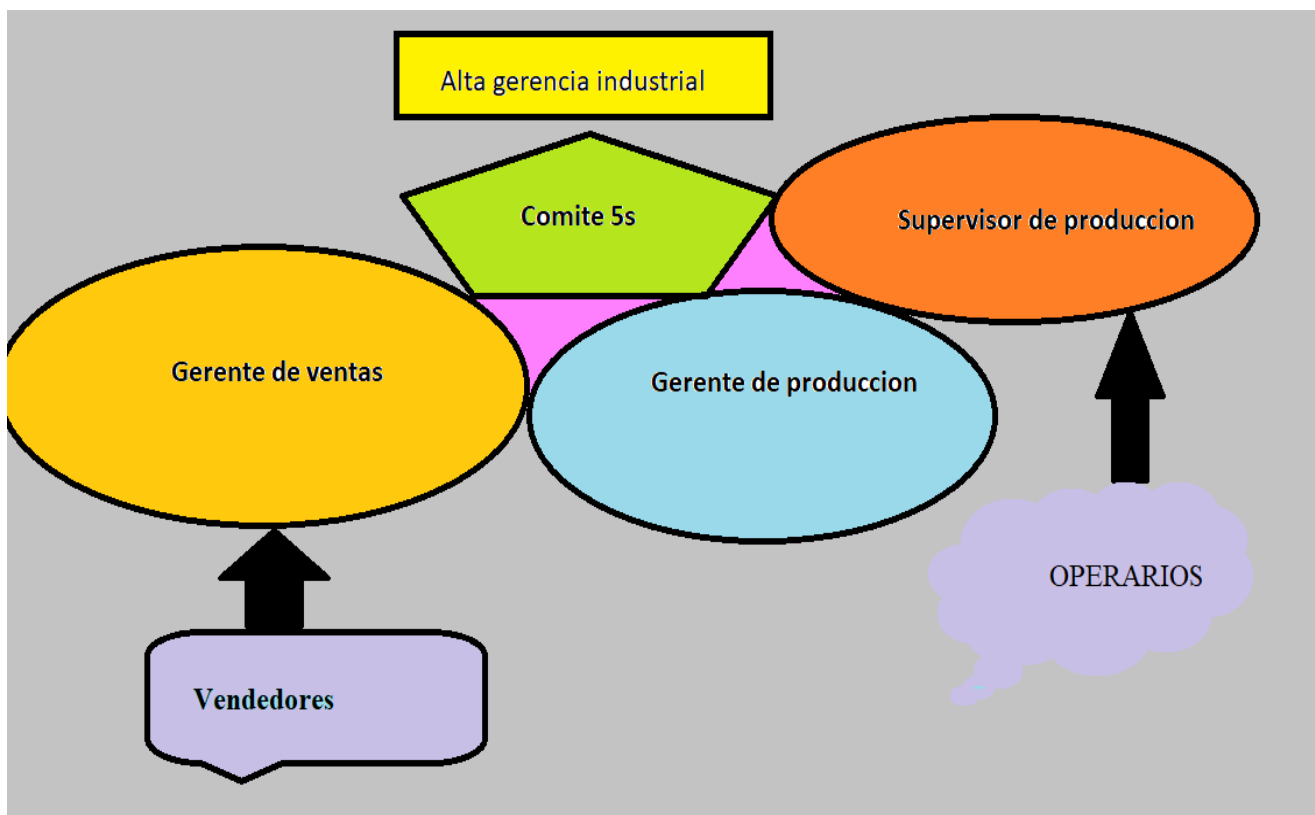 Alta gerencia industrial
Comite 5s
Supervisor de produccion
Gerente de ventas
Gerente de produccion
OPERARIOS
Vendedores